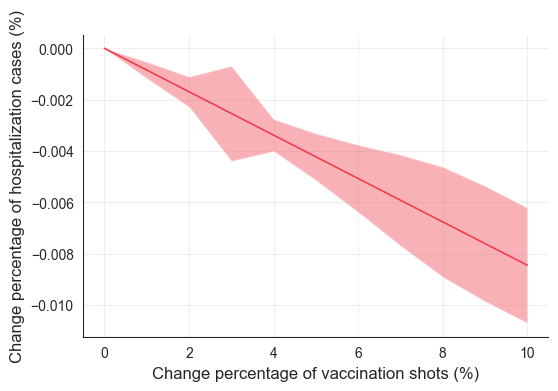 Change percentage of hospitalization cases (%)
0.000
−0.002
−0.004
−0.006
−0.008
−0.010
0 2 4 6 8 10
Change percentage of vaccination shots (%)